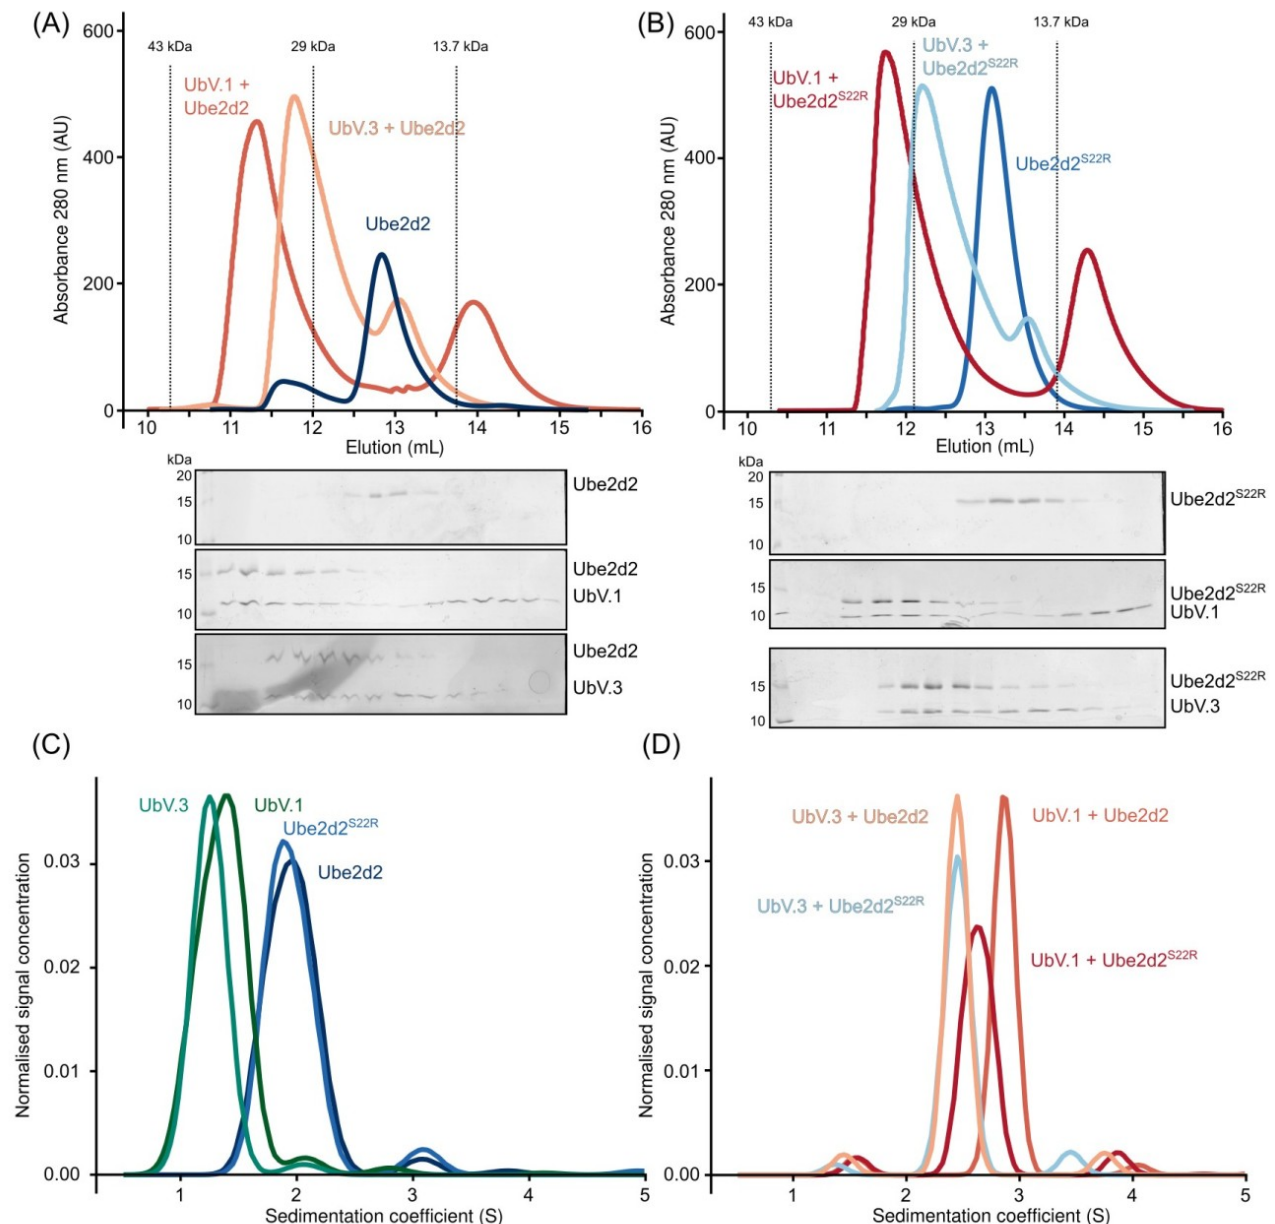 (A)
600
400
200
0
Absorbance 280 nm (AU)
43 kDa
29 kDa
13.7 kDa
UbV.1 +
Ube2d2
UbV.3 + Ube2d2
Ube2d2
10
11
12
13
14
15
16
Elution (mL)
kDa
20
15
10
Ube2d2
15
10
Ube2d2
UbV.1
15
10
Ube2d2
UbV.3
(B)
600
400
200
0
Absorbance 280 nm (AU)
43 kDa
29 kDa
13.7 kDa
UbV.1 +
Ube2d2S22R
UbV.3 +
Ube2d2S22R
Ube2d2S22R
10
11
12
13
14
15
16
Elution (mL)
kDa
20
15
10
Ube2d2S22R
15
10
Ube2d2S22R
UbV.1
15
10
Ube2d2S22R
UbV.3
(C)
0.03
0.02
0.01
0.00
Normalised signal concentration
UbV.3
UbV.1
Ube2d2S22R
Ube2d2
1
2
3
4
5
Sedimentation coefficient (S)
(D)
0.03
0.02
0.01
0.00
Normalised signal concentration
UbV.3 + Ube2d2
UbV.1 + Ube2d2
UbV.3 + Ube2d2S22R
UbV.1 + Ube2d2S22R
1
2
3
4
5
Sedimentation coefficient (S)